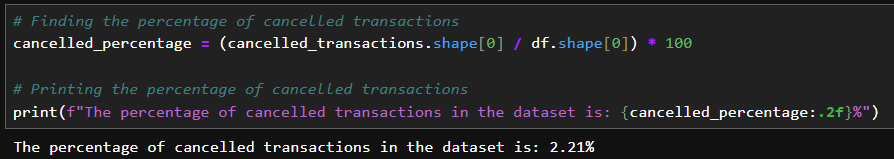 # Finding the percentage of cancelled transactions
cancelled_percentage = (cancelled_transactions.shape[0] / df.shape[0]) * 100
# Printing the percentage of cancelled transactions
print(f"The percentage of cancelled transactions in the dataset is: {cancelled_percentage:.2f}%")
The percentage of cancelled transactions in the dataset is: 2.21%